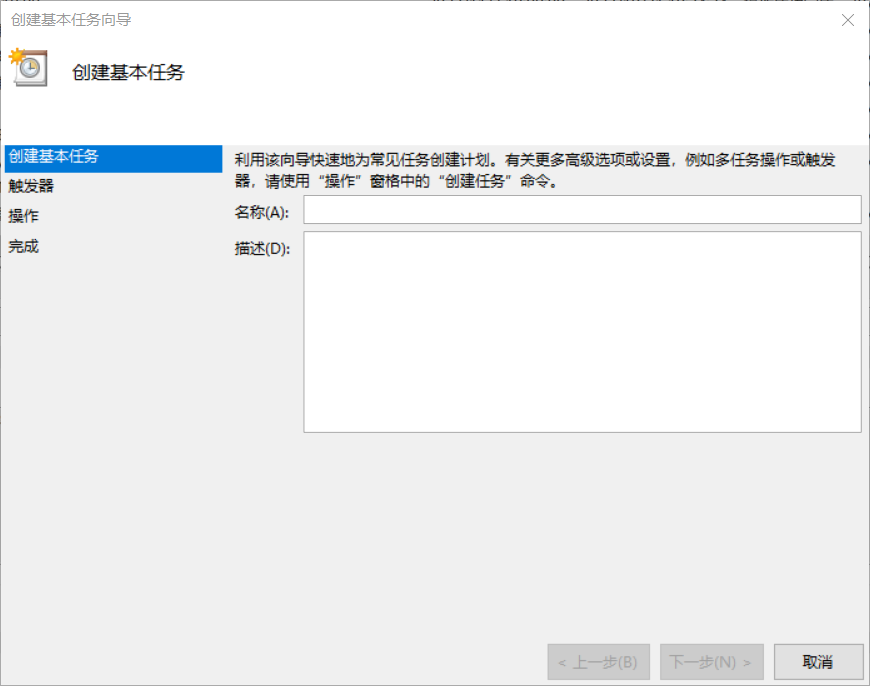 创建基本任务向导
创建基本任务
创建基本任务
触发器
操作
完成
利用该向导快速地为常见任务创建计划。有关更多高级选项或设置，例如多任务操作或触发
器，请使用“操作”窗格中的“创建任务”命令。
名称(A):
描述(D):
< 上一步(B)
下一步(N) >
取消